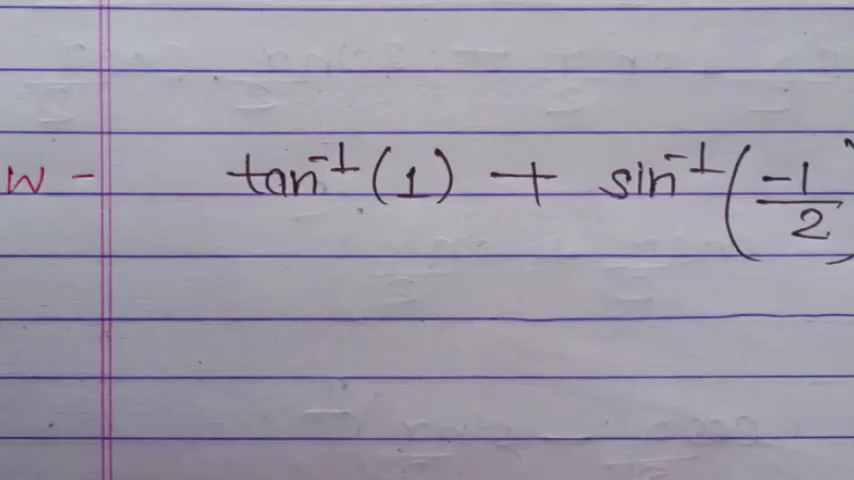 W - tan⁻¹(1) + sin⁻¹(-1/2)